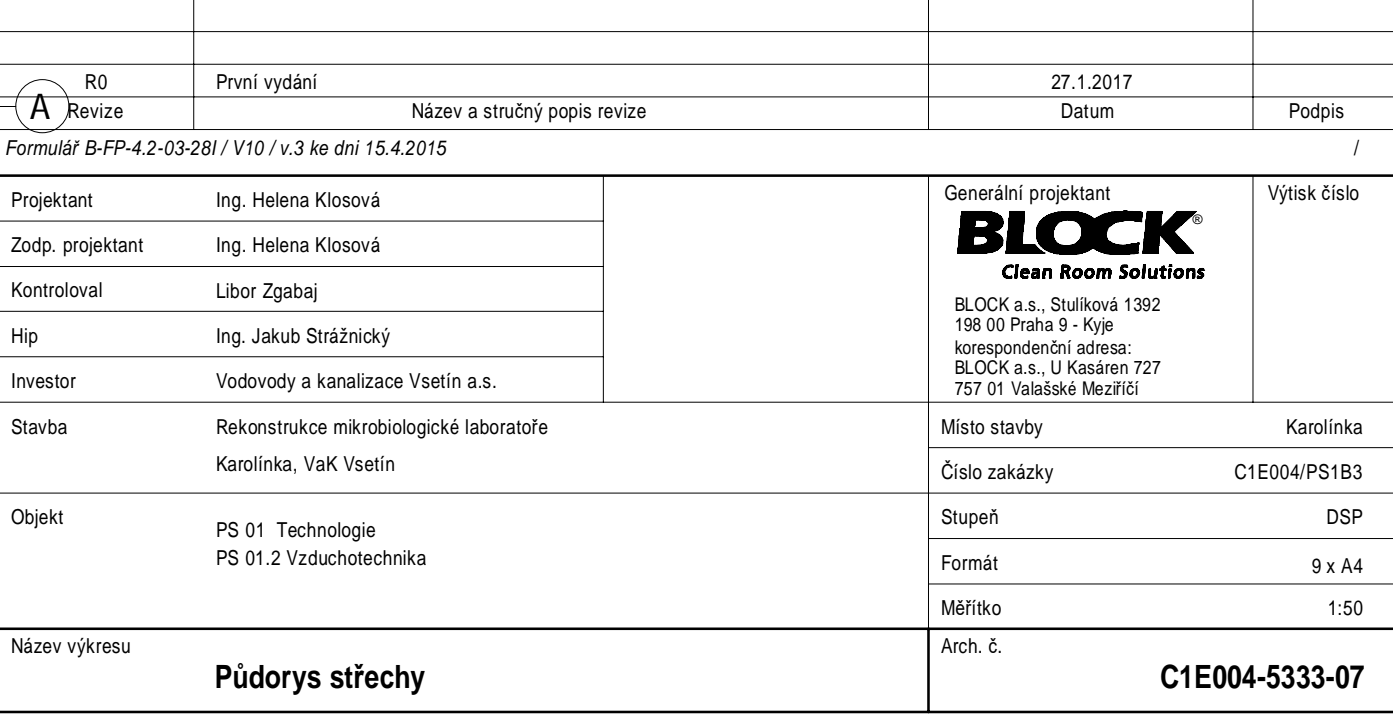 R0 První vydání 27.1.2017
A
Revize Název a stručný popis revize Datum Podpis
Formulář B-FP-4.2-03-28I / V10 / v.3 ke dni 15.4.2015 /
Projektant Ing. Helena Klosová
Zodp. projektant Ing. Helena Klosová
Kontroloval Libor Zgabaj
Hip Ing. Jakub Strážnický
Investor Vodovody a kanalizace Vsetín a.s.
Generální projektant
BLOCK®
Clean Room Solutions
BLOCK a.s., Stulíková 1392
198 00 Praha 9 - Kyje
korespondenční adresa:
BLOCK a.s., U Kasáren 727
757 01 Valašské Meziříčí
Výtisk číslo
Stavba Rekonstrukce mikrobiologické laboratoře
Karolínka, VaK Vsetín
Místo stavby Karolínka
Číslo zakázky C1E004/PS1B3
Objekt
PS 01 Technologie
PS 01.2 Vzduchotechnika
Stupeň DSP
Formát 9 x A4
Měřítko 1:50
Název výkresu
Půdorys střechy
Arch. č.
C1E004-5333-07